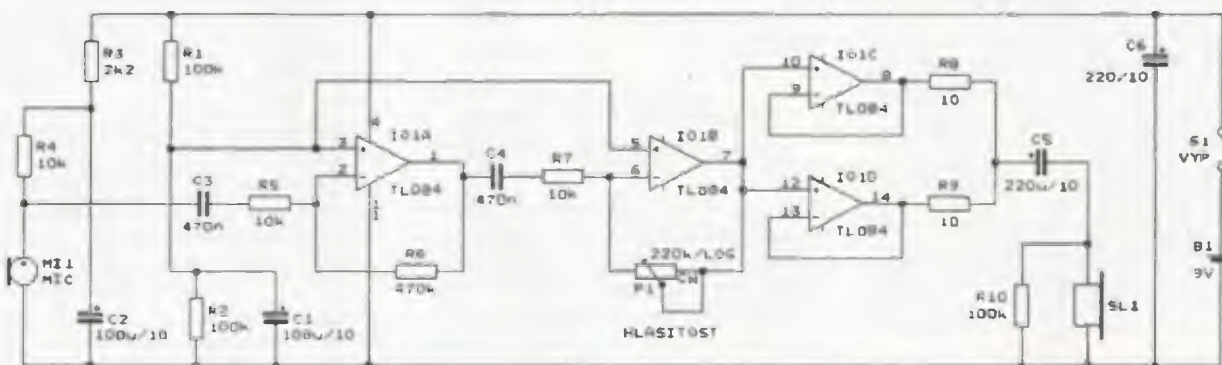 R3
2k2
R1
100k
R4
10k
MI1
MIC
C2
100u/10
R2
100k
C1
100u/10
C3
470n
R5
10k
R6
470k
4
3
2
1
11
IO1A
TL084
C4
470n
R7
10k
5
6
7
IO1B
TL084
220k/LOG
CW
P1
HLASITOST
10
9
8
IO1C
TL084
12
13
14
IO1D
TL084
R8
10
R9
10
C5
220u/10
R10
100k
SL1
C6
220/10
S1
VYP
B1
9V